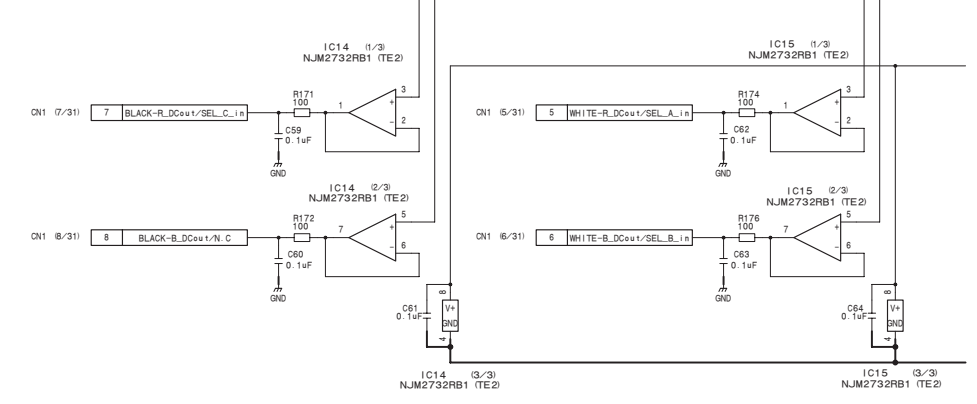 IC14 (1/3)
NJM2732RB1 (TE2)
IC15 (1/3)
NJM2732RB1 (TE2)
CN1 (7/31) 7 BLACK-R_DCout/SEL_C_in
R171
100
1
3
+
-
2
C59
0.1uF
GND
CN1 (5/31) 5 WHITE-R_DCout/SEL_A_in
R174
100
1
3
+
-
2
C62
0.1uF
GND
IC14 (2/3)
NJM2732RB1 (TE2)
IC15 (2/3)
NJM2732RB1 (TE2)
CN1 (8/31) 8 BLACK-B_DCout/N.C
R172
100
7
5
+
-
6
C60
0.1uF
GND
CN1 (6/31) 6 WHITE-B_DCout/SEL_B_in
R176
100
7
5
+
-
6
C63
0.1uF
GND
C61
0.1uF
8
V+
GND
4
C64
0.1uF
8
V+
GND
4
IC14 (3/3)
NJM2732RB1 (TE2)
IC15 (3/3)
NJM2732RB1 (TE2)